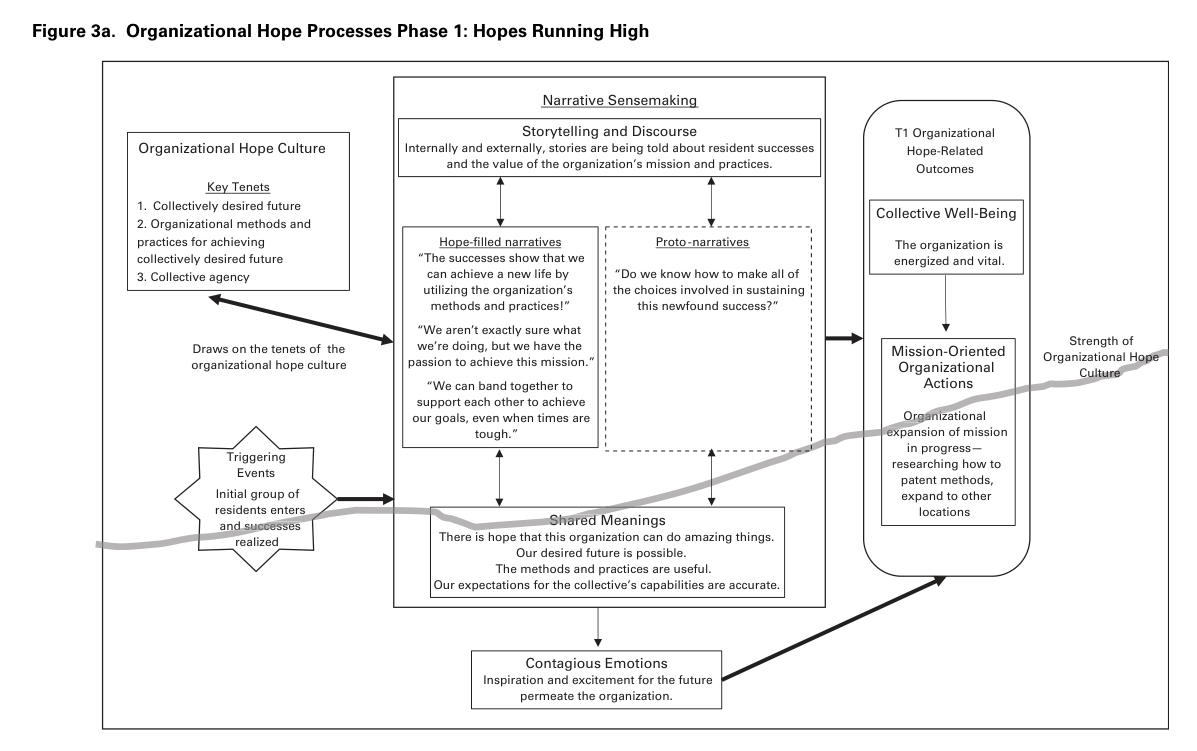 Figure 3a. Organizational Hope Processes Phase 1: Hopes Running High
Organizational Hope Culture
Key Tenets
1. Collectively desired future
2. Organizational methods and
practices for achieving
collectively desired future
3. Collective agency
Draws on the tenets of the
organizational hope culture
Triggering
Events
Initial group of
residents enters
and successes
realized
Narrative Sensemaking
Storytelling and Discourse
Internally and externally, stories are being told about resident successes
and the value of the organization’s mission and practices.
Hope-filled narratives
“The successes show that we
can achieve a new life by
utilizing the organization’s
methods and practices!”
“We aren’t exactly sure what
we’re doing, but we have the
passion to achieve this mission.”
“We can band together to
support each other to achieve
our goals, even when times are
tough.”
Proto-narratives
“Do we know how to make all of
the choices involved in sustaining
this newfound success?”
Shared Meanings
There is hope that this organization can do amazing things.
Our desired future is possible.
The methods and practices are useful.
Our expectations for the collective’s capabilities are accurate.
Contagious Emotions
Inspiration and excitement for the future
permeate the organization.
T1 Organizational
Hope-Related
Outcomes
Collective Well-Being
The organization is
energized and vital.
Mission-Oriented
Organizational
Actions
Organizational
expansion of mission
in progress—
researching how to
patent methods,
expand to other
locations
Strength of
Organizational Hope
Culture